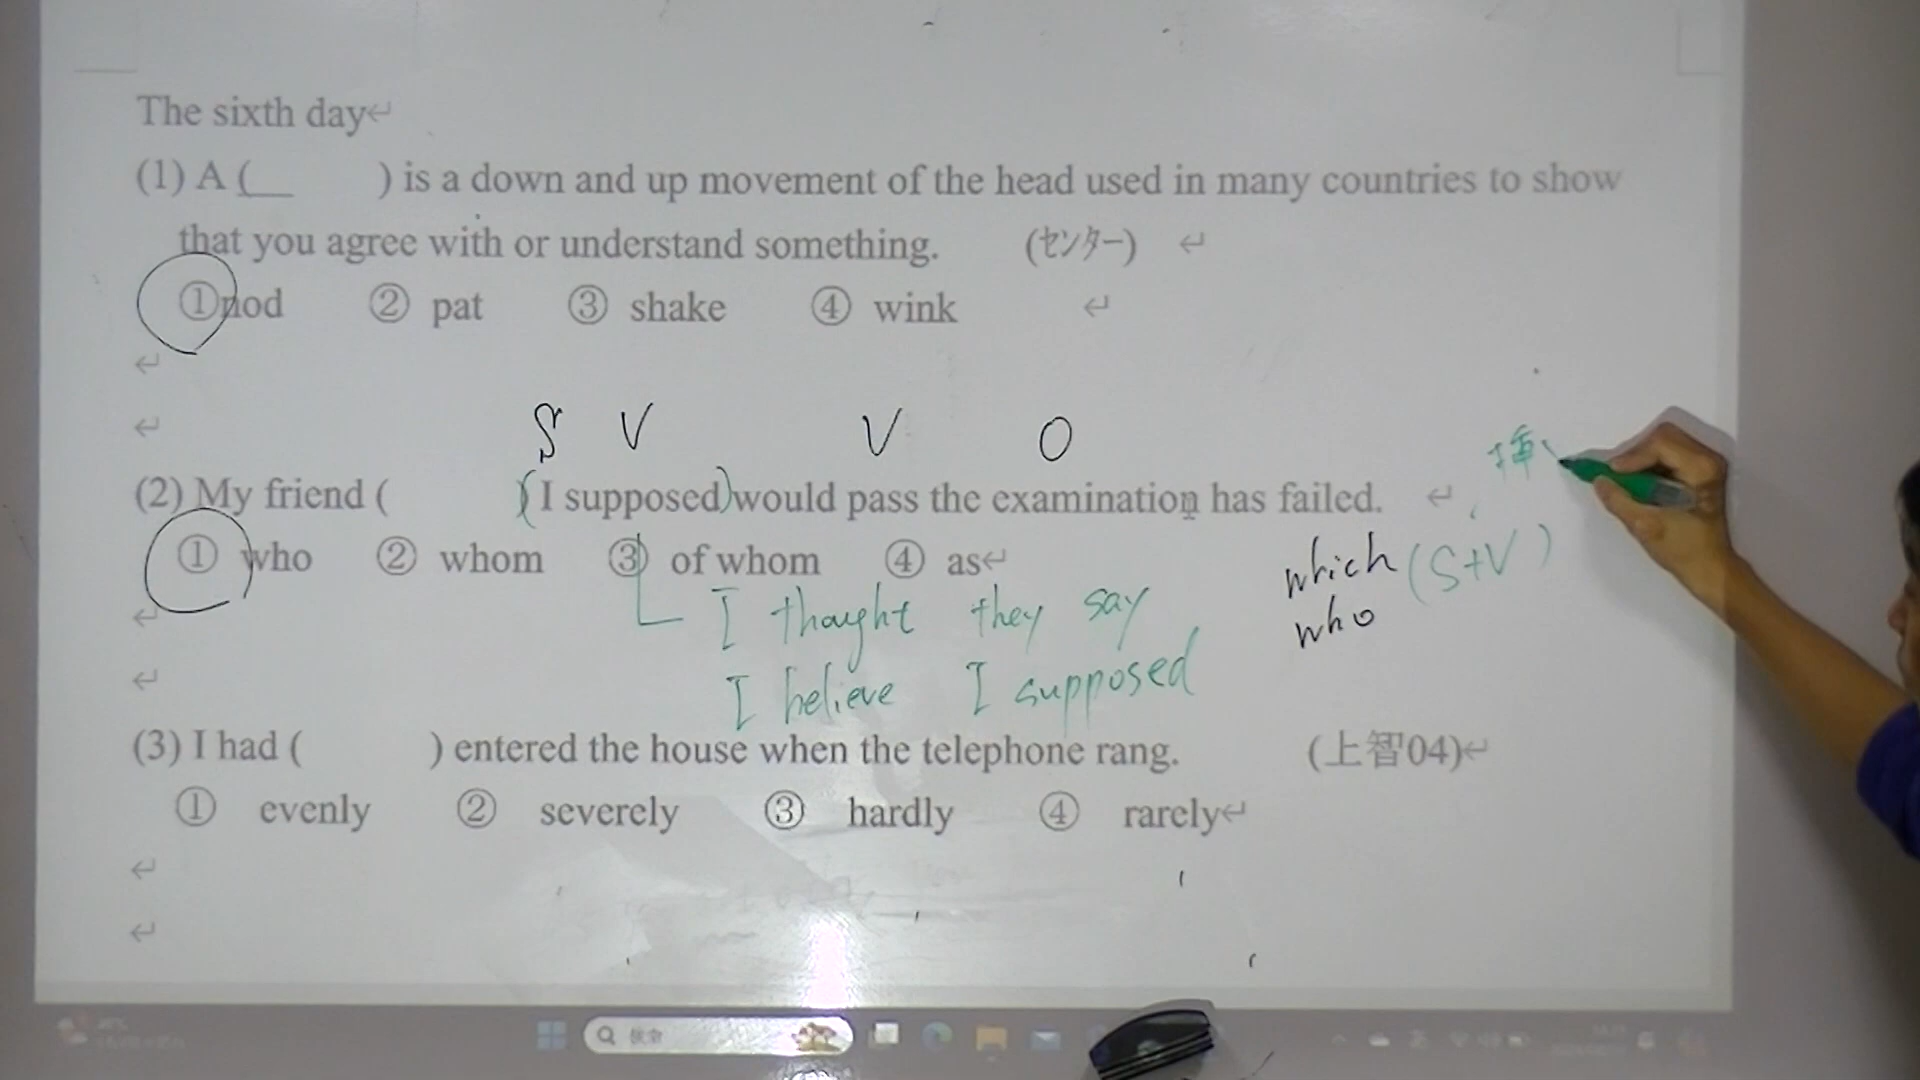 The sixth day
(1) A (__ ) is a down and up movement of the head used in many countries to show
that you agree with or understand something. (センター)
① nod ② pat ③ shake ④ wink
S V V O
挿
(2) My friend ( ) (I supposed) would pass the examination has failed.
① who ② whom ③ of whom ④ as
which (S+V)
who
I thought they say
I believe I supposed
(3) I had ( ) entered the house when the telephone rang. (上智04)
① evenly ② severely ③ hardly ④ rarely